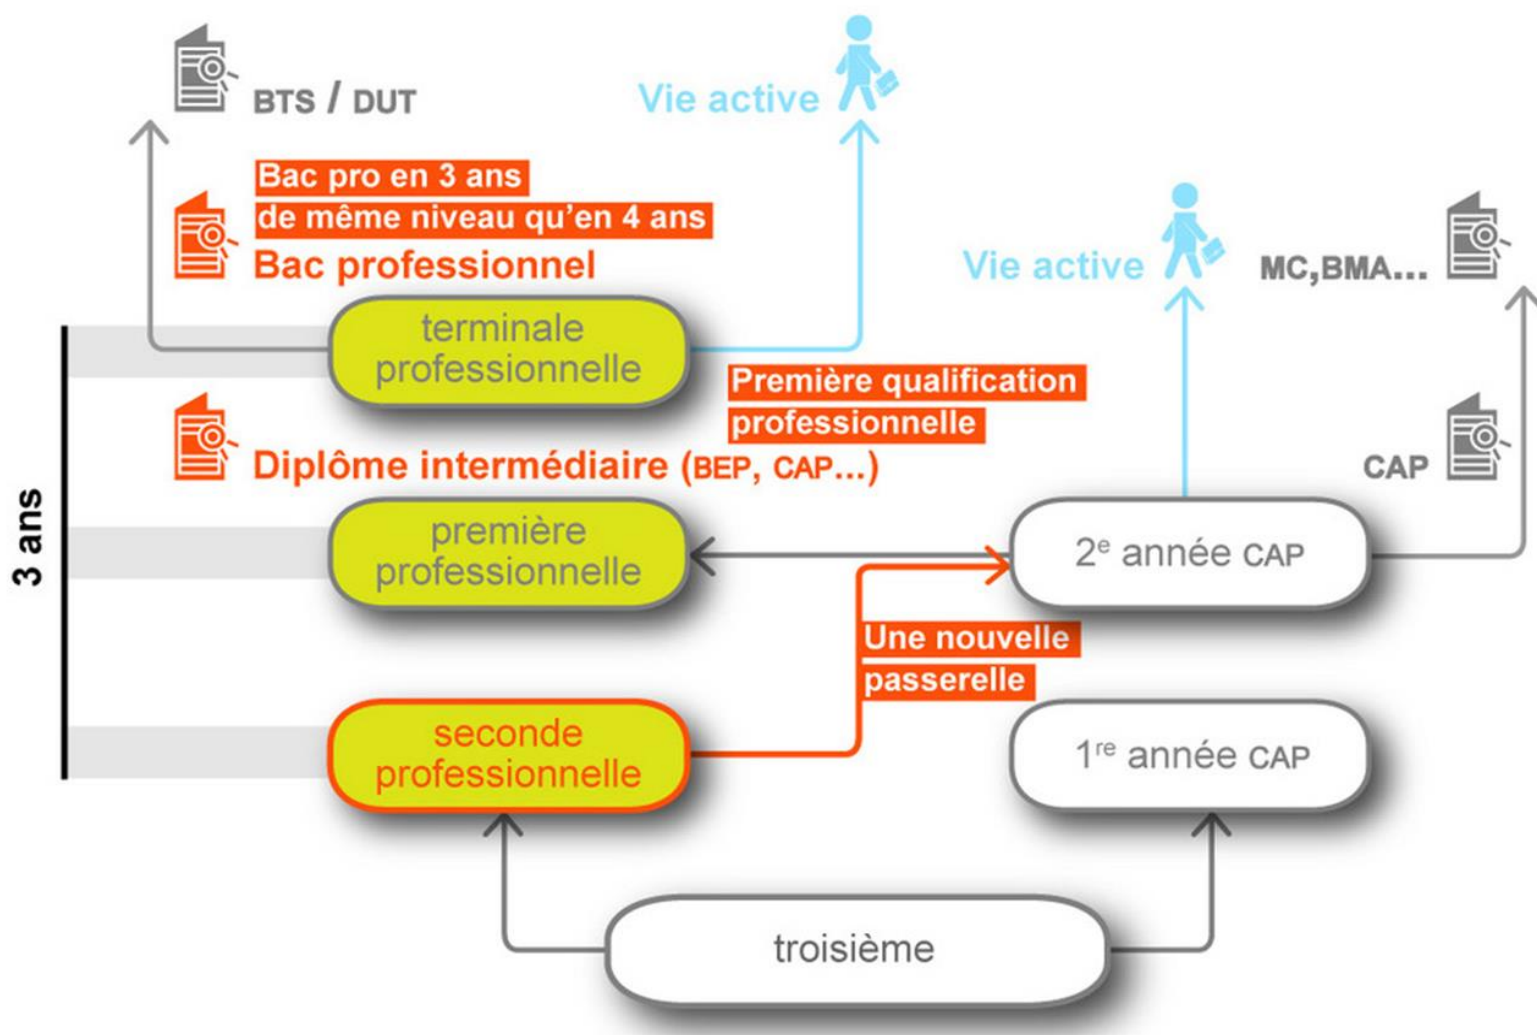 BTS / DUT
Vie active
Bac pro en 3 ans
de même niveau qu'en 4 ans
Bac professionnel
Vie active
MC,BMA...
terminale
professionnelle
Première qualification
professionnelle
Diplôme intermédiaire (BEP, CAP...)
CAP
3 ans
première
professionnelle
2e année CAP
Une nouvelle
passerelle
seconde
professionnelle
1re année CAP
troisième